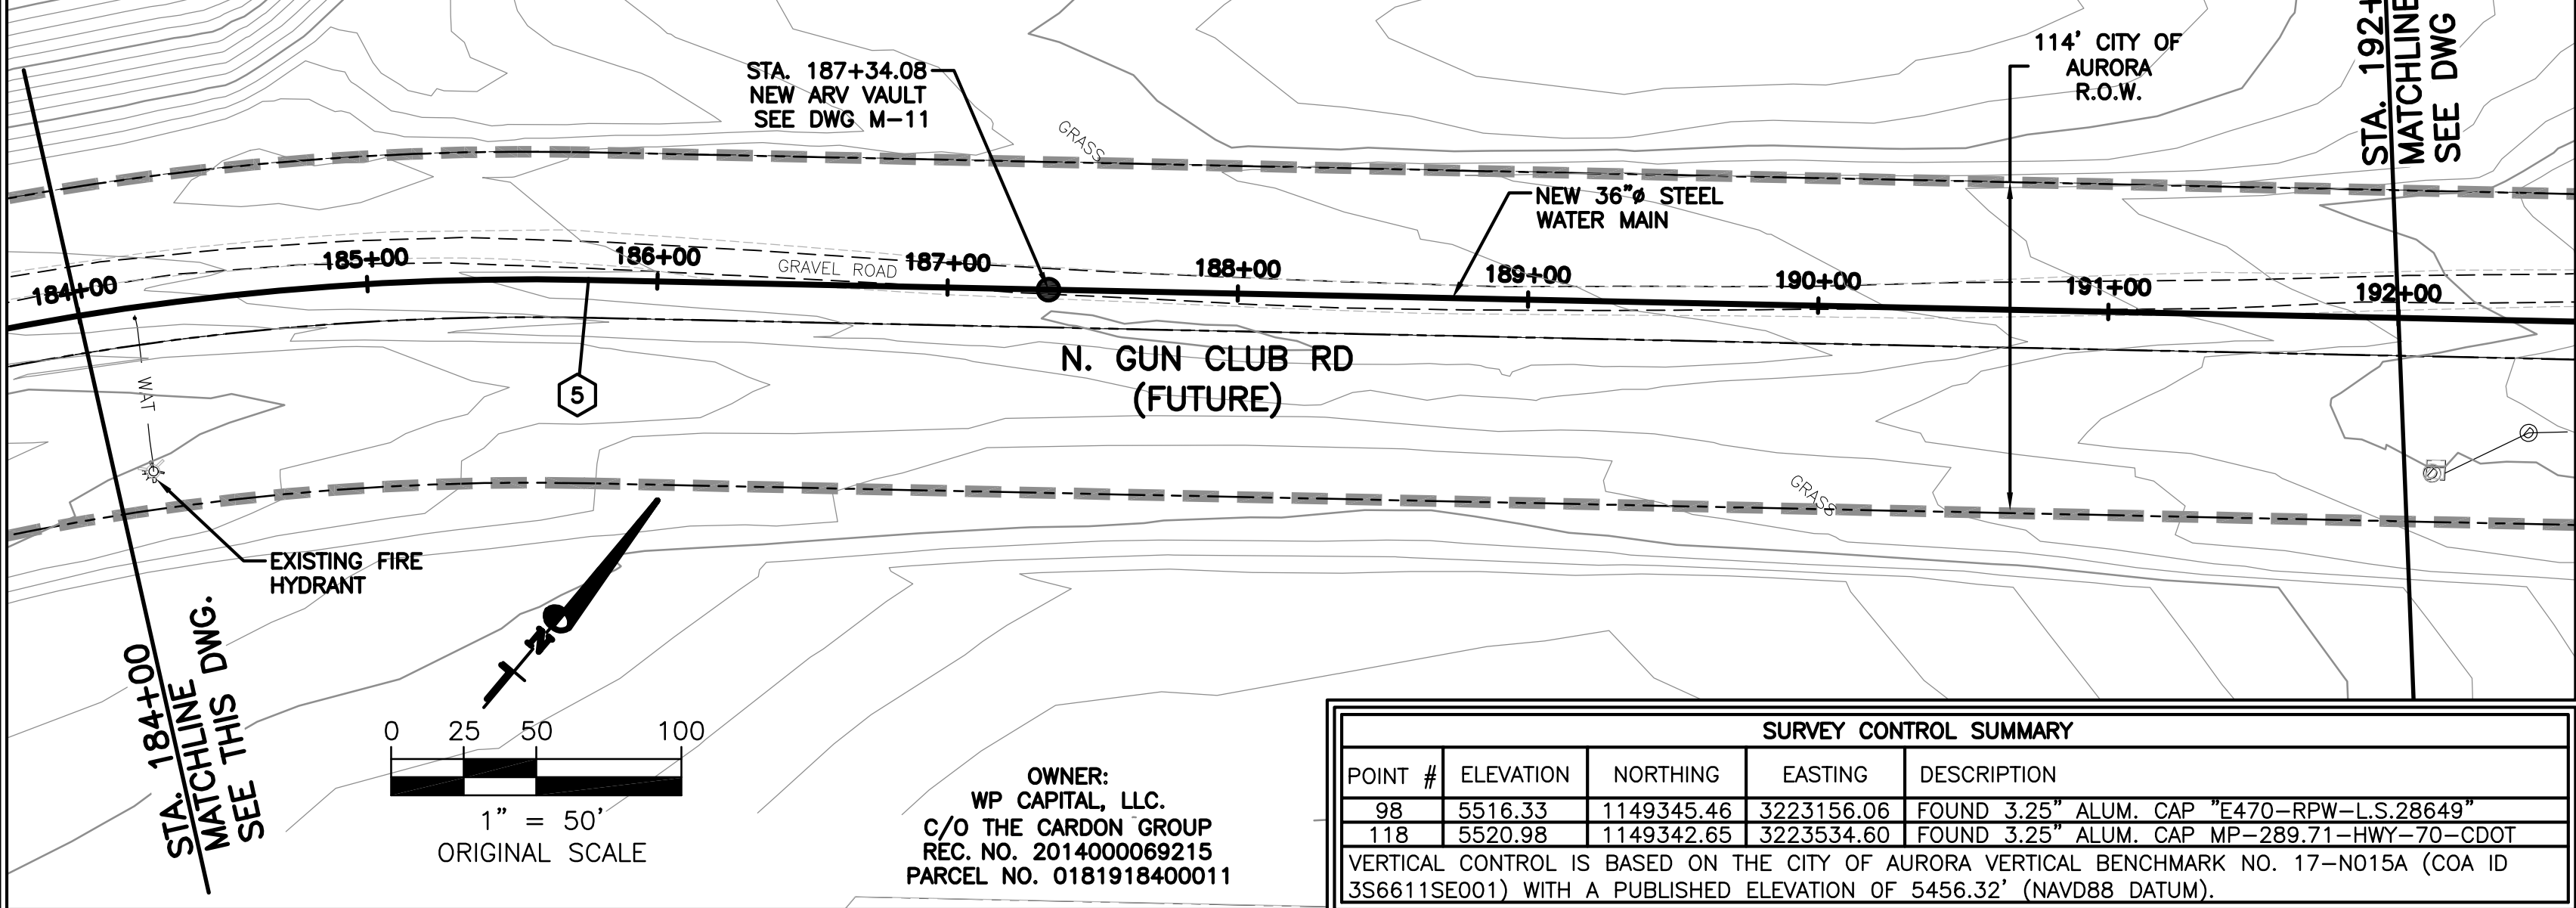 STA. 187+34.08
NEW ARV VAULT
SEE DWG M-11
GRASS
114' CITY OF
AURORA
R.O.W.
STA. 192+
MATCHLINE
SEE DWG
NEW 36"ø STEEL
WATER MAIN
184+00
185+00
186+00
GRAVEL ROAD
187+00
188+00
189+00
190+00
191+00
192+00
N. GUN CLUB RD
(FUTURE)
5
WAT
GRASS
EXISTING FIRE
HYDRANT
N
STA. 184+00
MATCHLINE
SEE THIS DWG.
0 25 50 100
1" = 50'
ORIGINAL SCALE
OWNER:
WP CAPITAL, LLC.
C/O THE CARDON GROUP
REC. NO. 2014000069215
PARCEL NO. 0181918400011
SURVEY CONTROL SUMMARY
POINT # ELEVATION NORTHING EASTING DESCRIPTION
98 5516.33 1149345.46 3223156.06 FOUND 3.25" ALUM. CAP "E470-RPW-L.S.28649"
118 5520.98 1149342.65 3223534.60 FOUND 3.25" ALUM. CAP MP-289.71-HWY-70-CDOT
VERTICAL CONTROL IS BASED ON THE CITY OF AURORA VERTICAL BENCHMARK NO. 17-N015A (COA ID
3S6611SE001) WITH A PUBLISHED ELEVATION OF 5456.32' (NAVD88 DATUM).